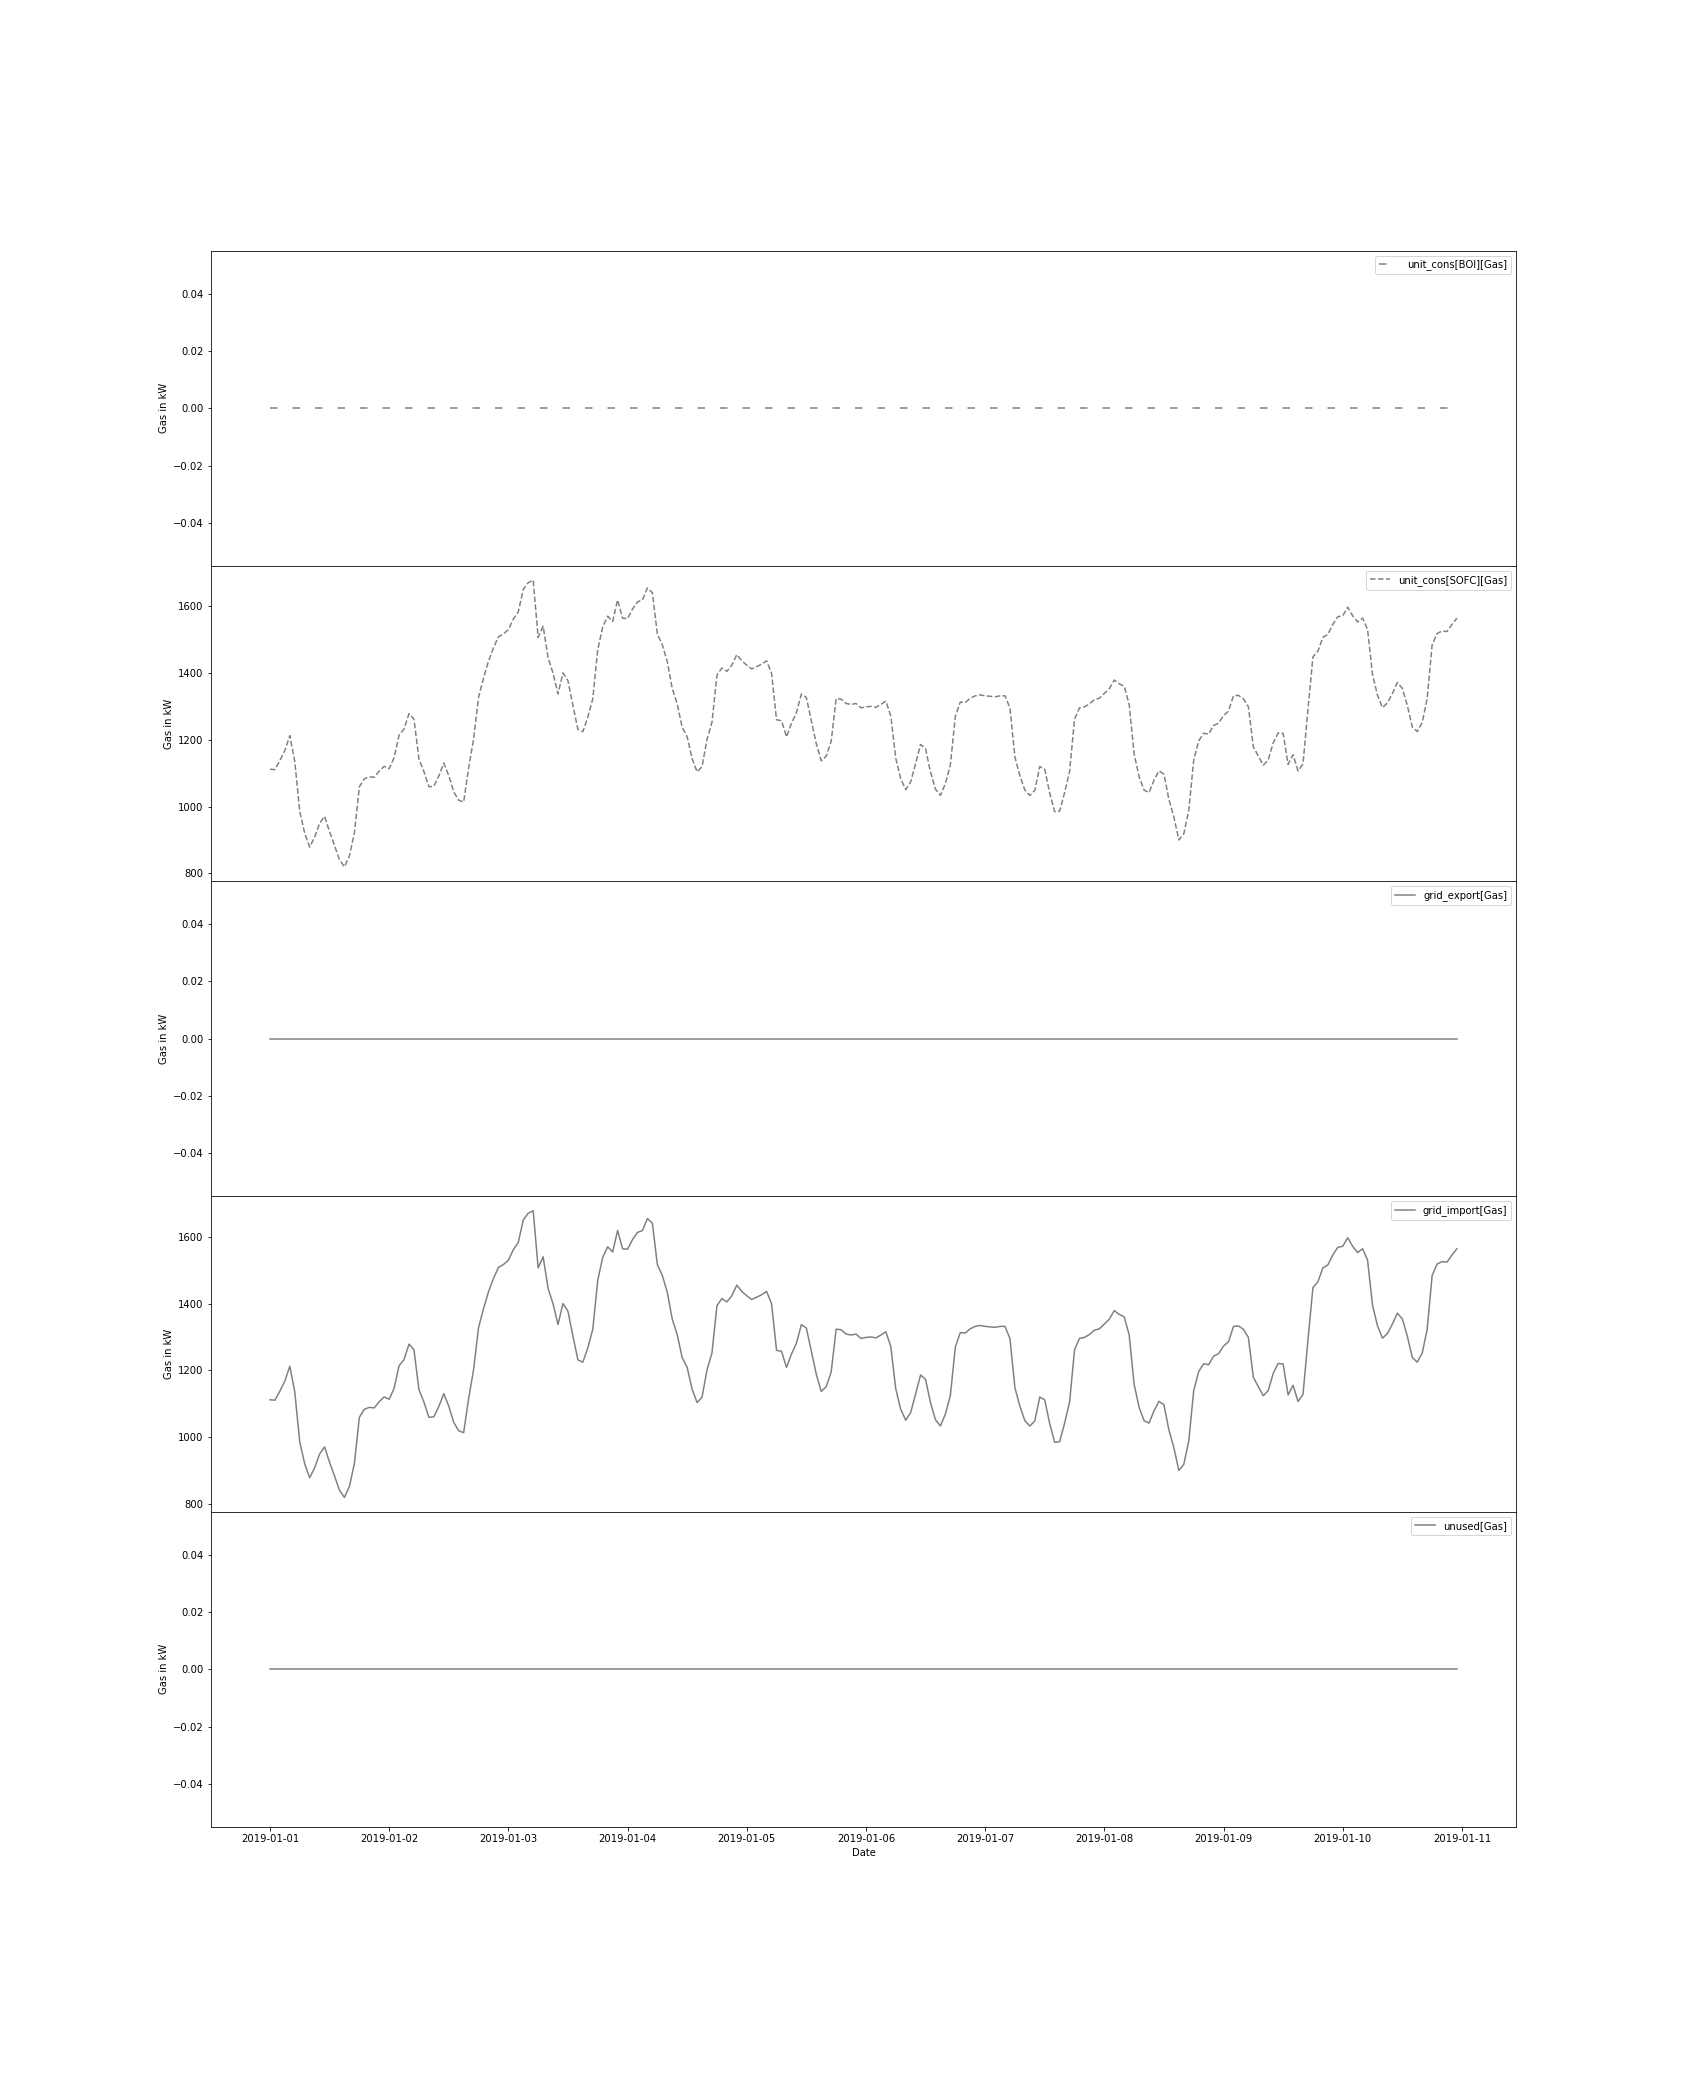 unit_cons[BOI][Gas]
0.04
0.02
0.00
−0.02
−0.04
Gas in kW
unit_cons[SOFC][Gas]
1600
1400
1200
1000
800
Gas in kW
grid_export[Gas]
0.04
0.02
0.00
−0.02
−0.04
Gas in kW
grid_import[Gas]
1600
1400
1200
1000
800
Gas in kW
unused[Gas]
0.04
0.02
0.00
−0.02
−0.04
Gas in kW
2019-01-01 2019-01-02 2019-01-03 2019-01-04 2019-01-05 2019-01-06 2019-01-07 2019-01-08 2019-01-09 2019-01-10 2019-01-11
Date